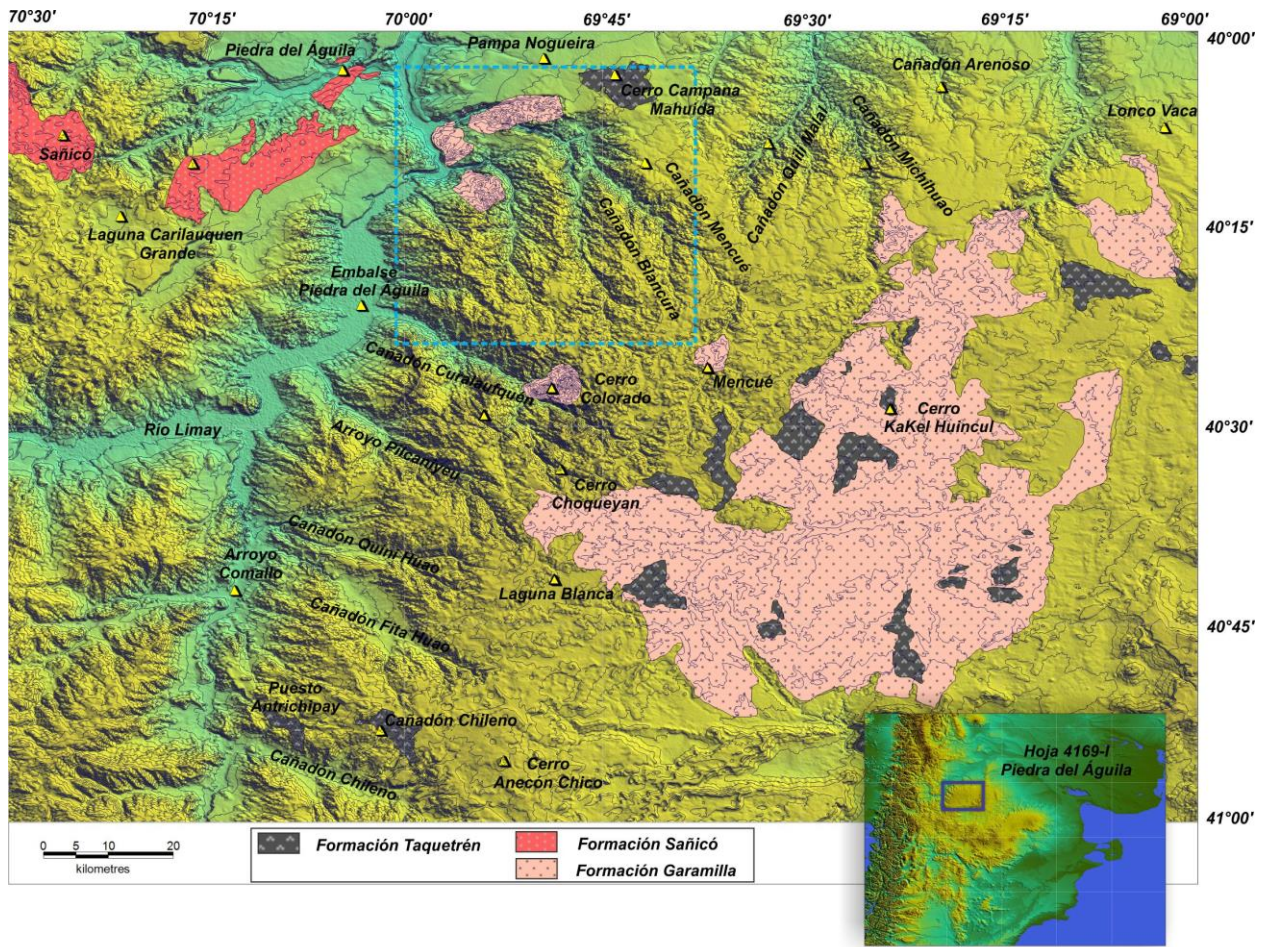 70°30'
70°15'
70°00'
69°45'
69°30'
69°15'
69°00'
40°00'
Piedra del Águila
Pampa Nogueira
Cerro Campana
Mahuida
Cañadón Arenoso
Lonco Vaca
Sañicó
Cañadón Quili Malal
Cañadón Michihuao
Cañadón Mencué
Cañadón Blancura
40°15'
Laguna Carilauquen
Grande
Embalse
Piedra del Águila
Cañadón Curalaufquén
Cerro
Colorado
Mencué
Cerro
KaKel Huincul
Rio Limay
Arroyo Pilcaniyeu
40°30'
Cerro
Choqueyan
Cañadón Quini Huao
Arroyo
Comallo
Laguna Blanca
Cañadón Fita Huao
40°45'
Puesto
Antrichipay
Cañadón Chileno
Cañadón Chileno
Cerro
Anecón Chico
Hoja 4169-I
Piedra del Águila
41°00'
0 5 10 20
kilometres
Formación Taquetrén
Formación Sañicó
Formación Garamilla